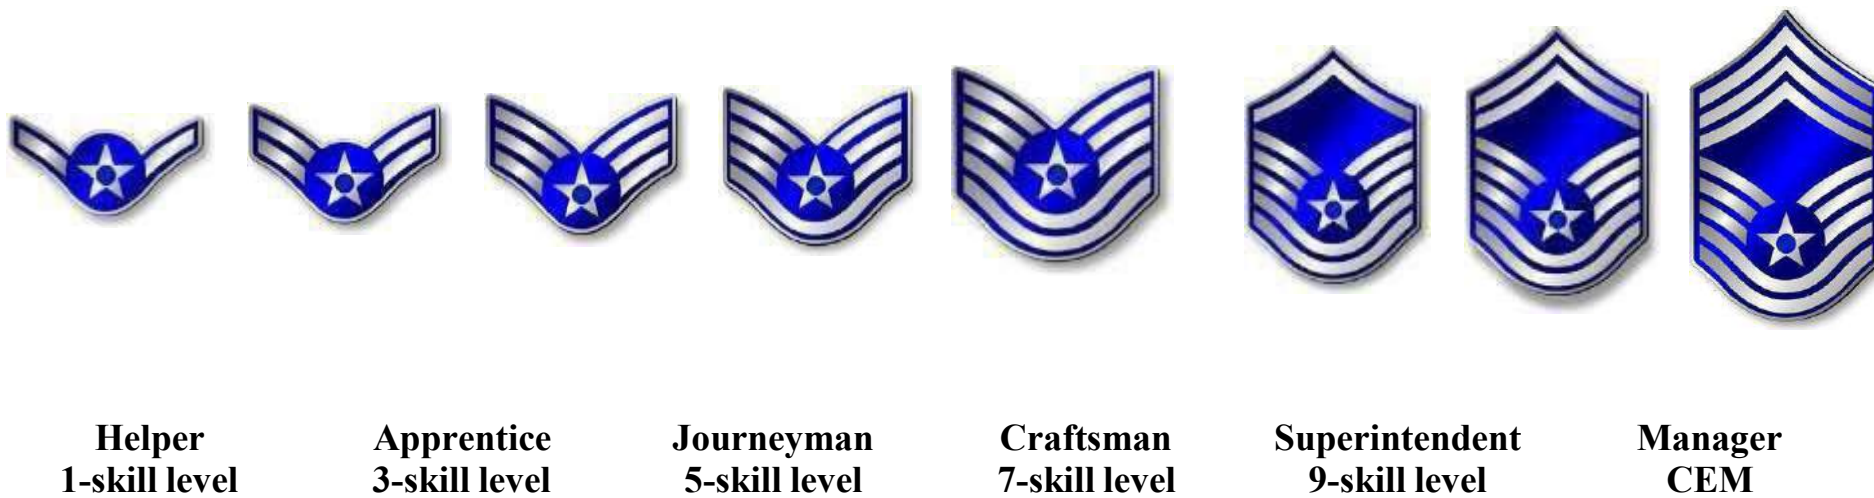 Helper Apprentice Journeyman Craftsman Superintendent Manager
1-skill level 3-skill level 5-skill level 7-skill level 9-skill level CEM